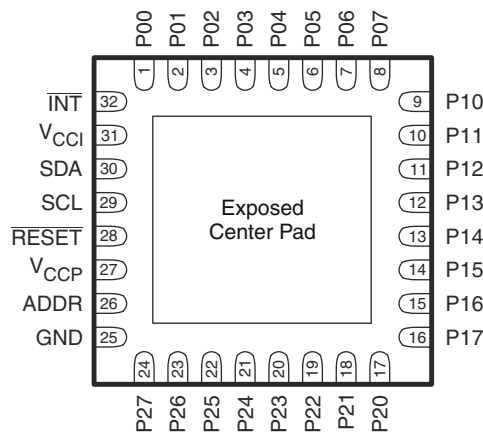 P00 P01 P02 P03 P04 P05 P06 P07
1 2 3 4 5 6 7 8
INT 32 9 P10
VCCI 31 10 P11
SDA 30 11 P12
SCL 29 12 P13
RESET 28 13 P14
VCCP 27 14 P15
ADDR 26 15 P16
GND 25 16 P17
Exposed
Center Pad
24 23 22 21 20 19 18 17
P27 P26 P25 P24 P23 P22 P21 P20